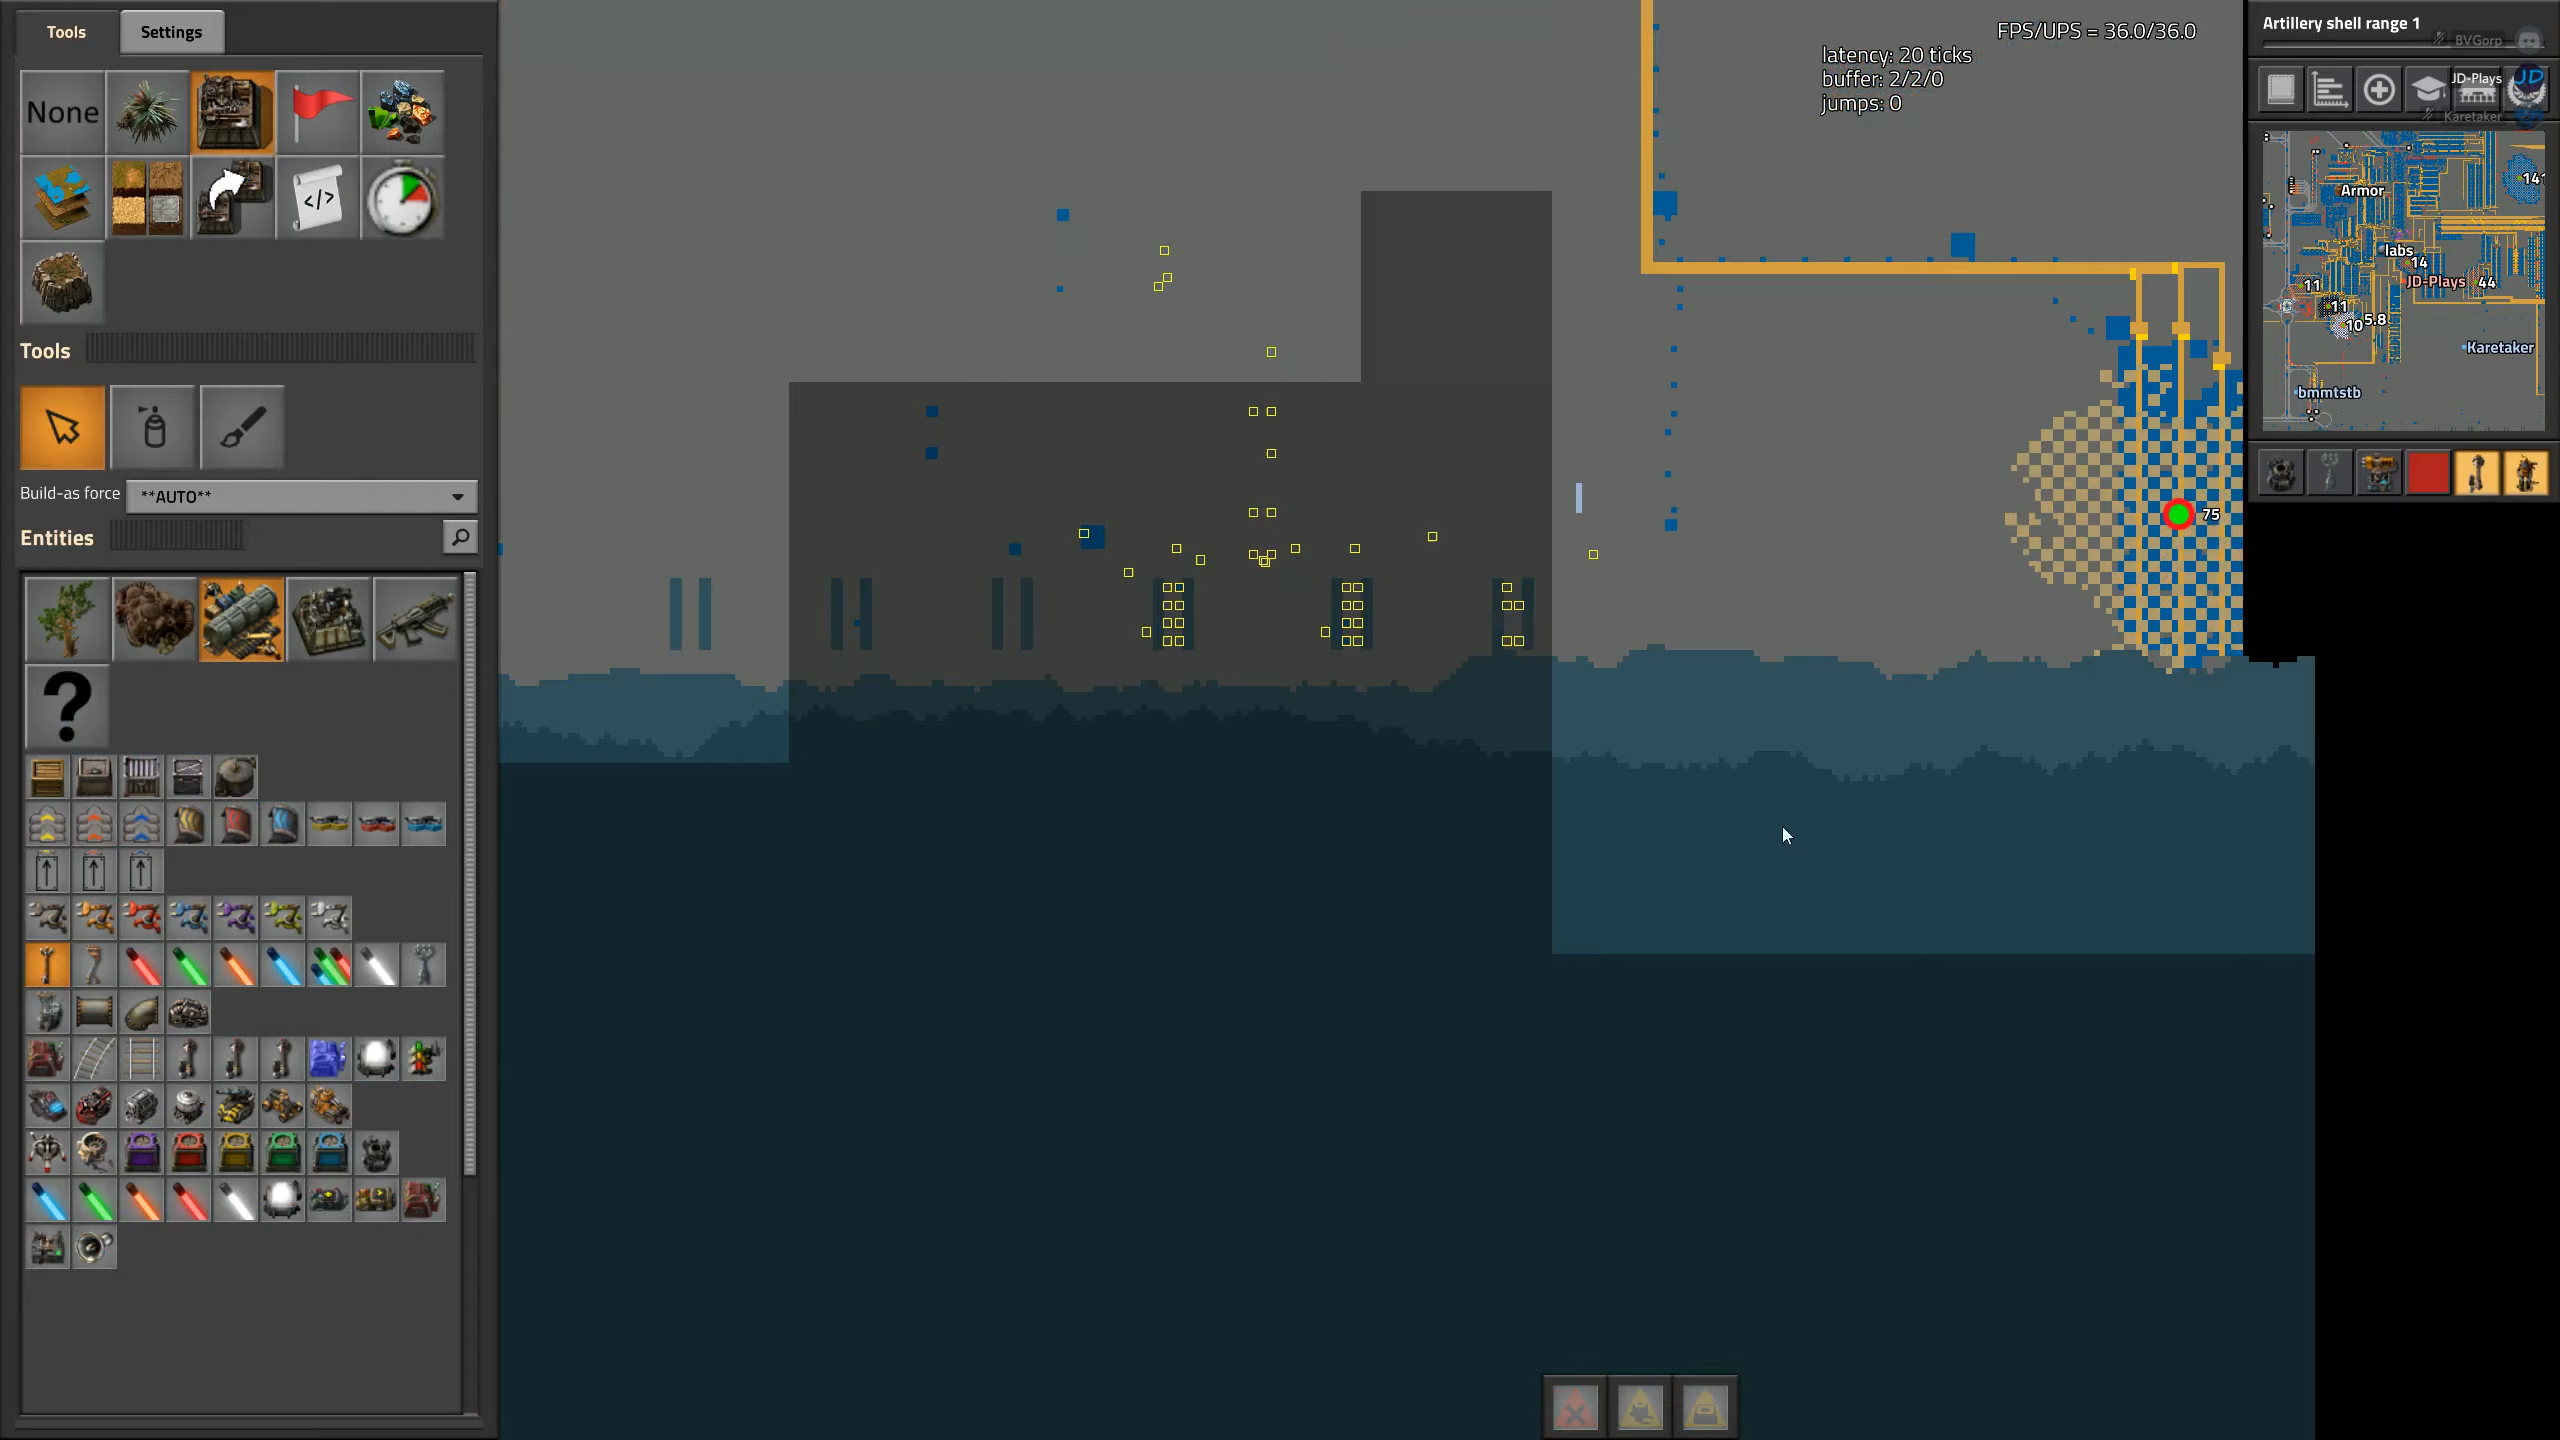 Tools
Settings
None
</>
Tools
Build-as force
**AUTO**
Entities
?
FPS/UPS = 36.0/36.0
latency: 20 ticks
buffer: 2/2/0
jumps: 0
75
Artillery shell range 1
BVGorp
JD-Plays
JD
Karetaker
Armor
141
labs
14
JD-Plays
44
11
11
10
5.8
Karetaker
bmmtstb